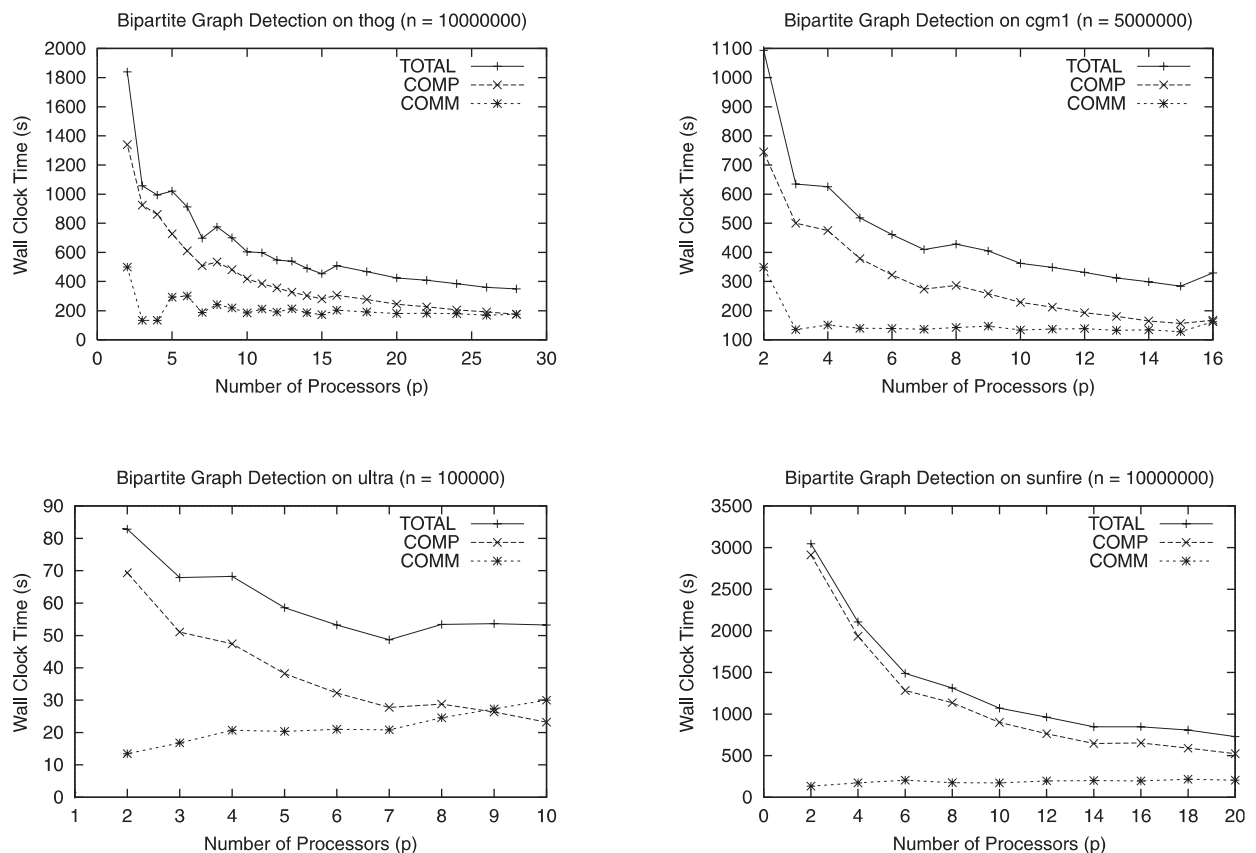 Bipartite Graph Detection on thog (n = 10000000)
2000
1800
1600
1400
1200
1000
800
600
400
200
0
0 5 10 15 20 25 30
Wall Clock Time (s)
Number of Processors (p)
TOTAL
COMP
COMM
Bipartite Graph Detection on cgm1 (n = 5000000)
1100
1000
900
800
700
600
500
400
300
200
100
2 4 6 8 10 12 14 16
Wall Clock Time (s)
Number of Processors (p)
TOTAL
COMP
COMM
Bipartite Graph Detection on ultra (n = 100000)
90
80
70
60
50
40
30
20
10
0
1 2 3 4 5 6 7 8 9 10
Wall Clock Time (s)
Number of Processors (p)
TOTAL
COMP
COMM
Bipartite Graph Detection on sunfire (n = 10000000)
3500
3000
2500
2000
1500
1000
500
0
0 2 4 6 8 10 12 14 16 18 20
Wall Clock Time (s)
Number of Processors (p)
TOTAL
COMP
COMM